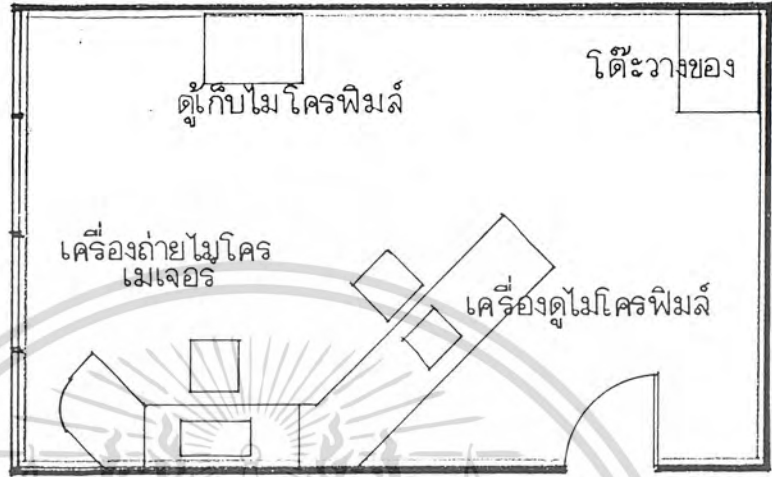 โต๊ะวางของ
ตู้เก็บไมโครฟิมล์
เครื่องถ่ายไมโคร
เมเจอร
เครื่องดูไมโครฟิมล์